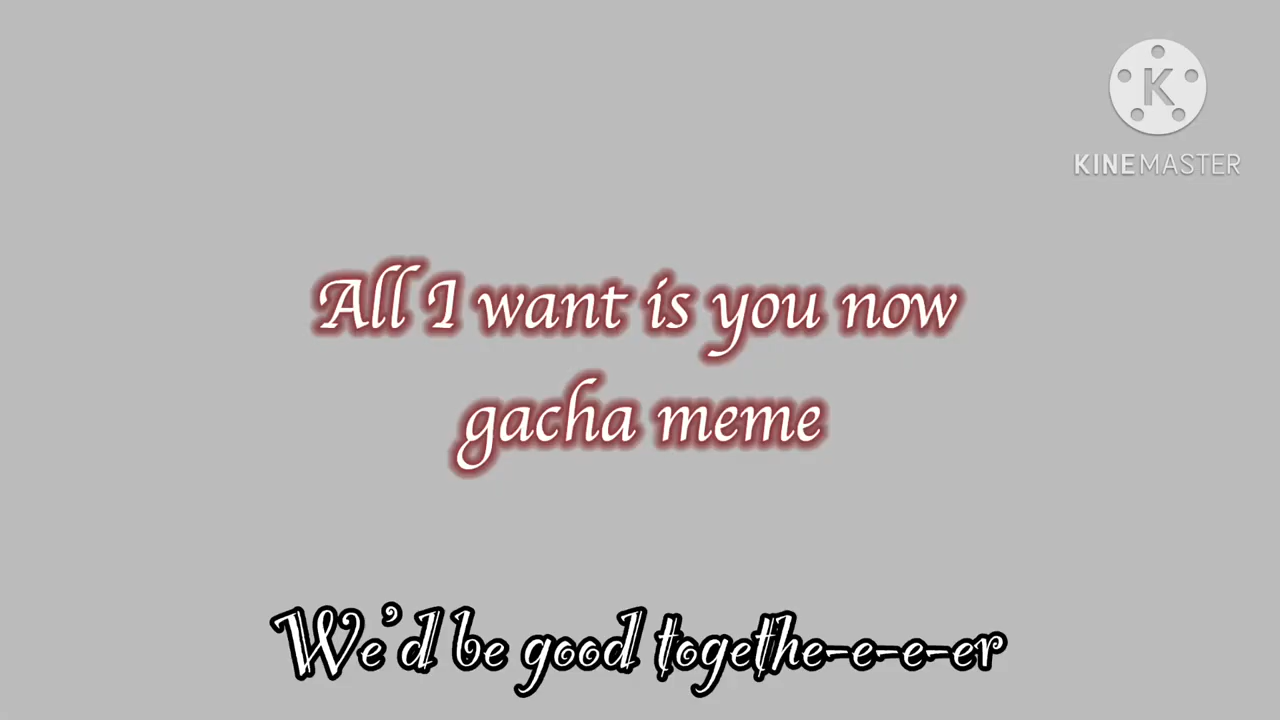 K
KINEMASTER
All I want is you now
gacha meme
We'd be good togethe-e-e-er